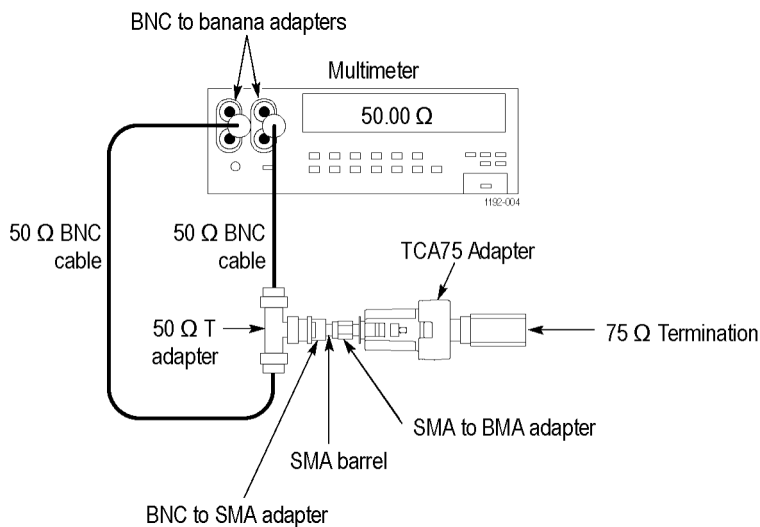 BNC to banana adapters
Multimeter
50.00 Ω
1192-004
50 Ω BNC
cable
50 Ω BNC
cable
TCA75 Adapter
50 Ω T
adapter
75 Ω Termination
SMA to BMA adapter
SMA barrel
BNC to SMA adapter